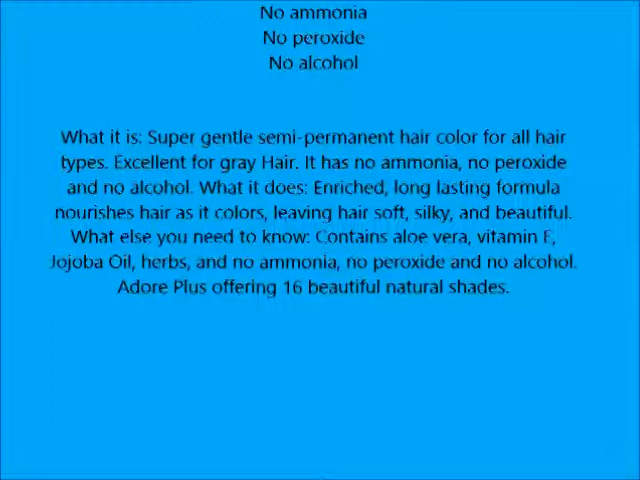 No ammonia
No peroxide
No alcohol
What it is: Super gentle semi-permanent hair color for all hair
types. Excellent for gray Hair. It has no ammonia, no peroxide
and no alcohol. What it does: Enriched, long lasting formula
nourishes hair as it colors, leaving hair soft, silky, and beautiful.
What else you need to know: Contains aloe vera, vitamin E,
Jojoba Oil, herbs, and no ammonia, no peroxide and no alcohol.
Adore Plus offering 16 beautiful natural shades.